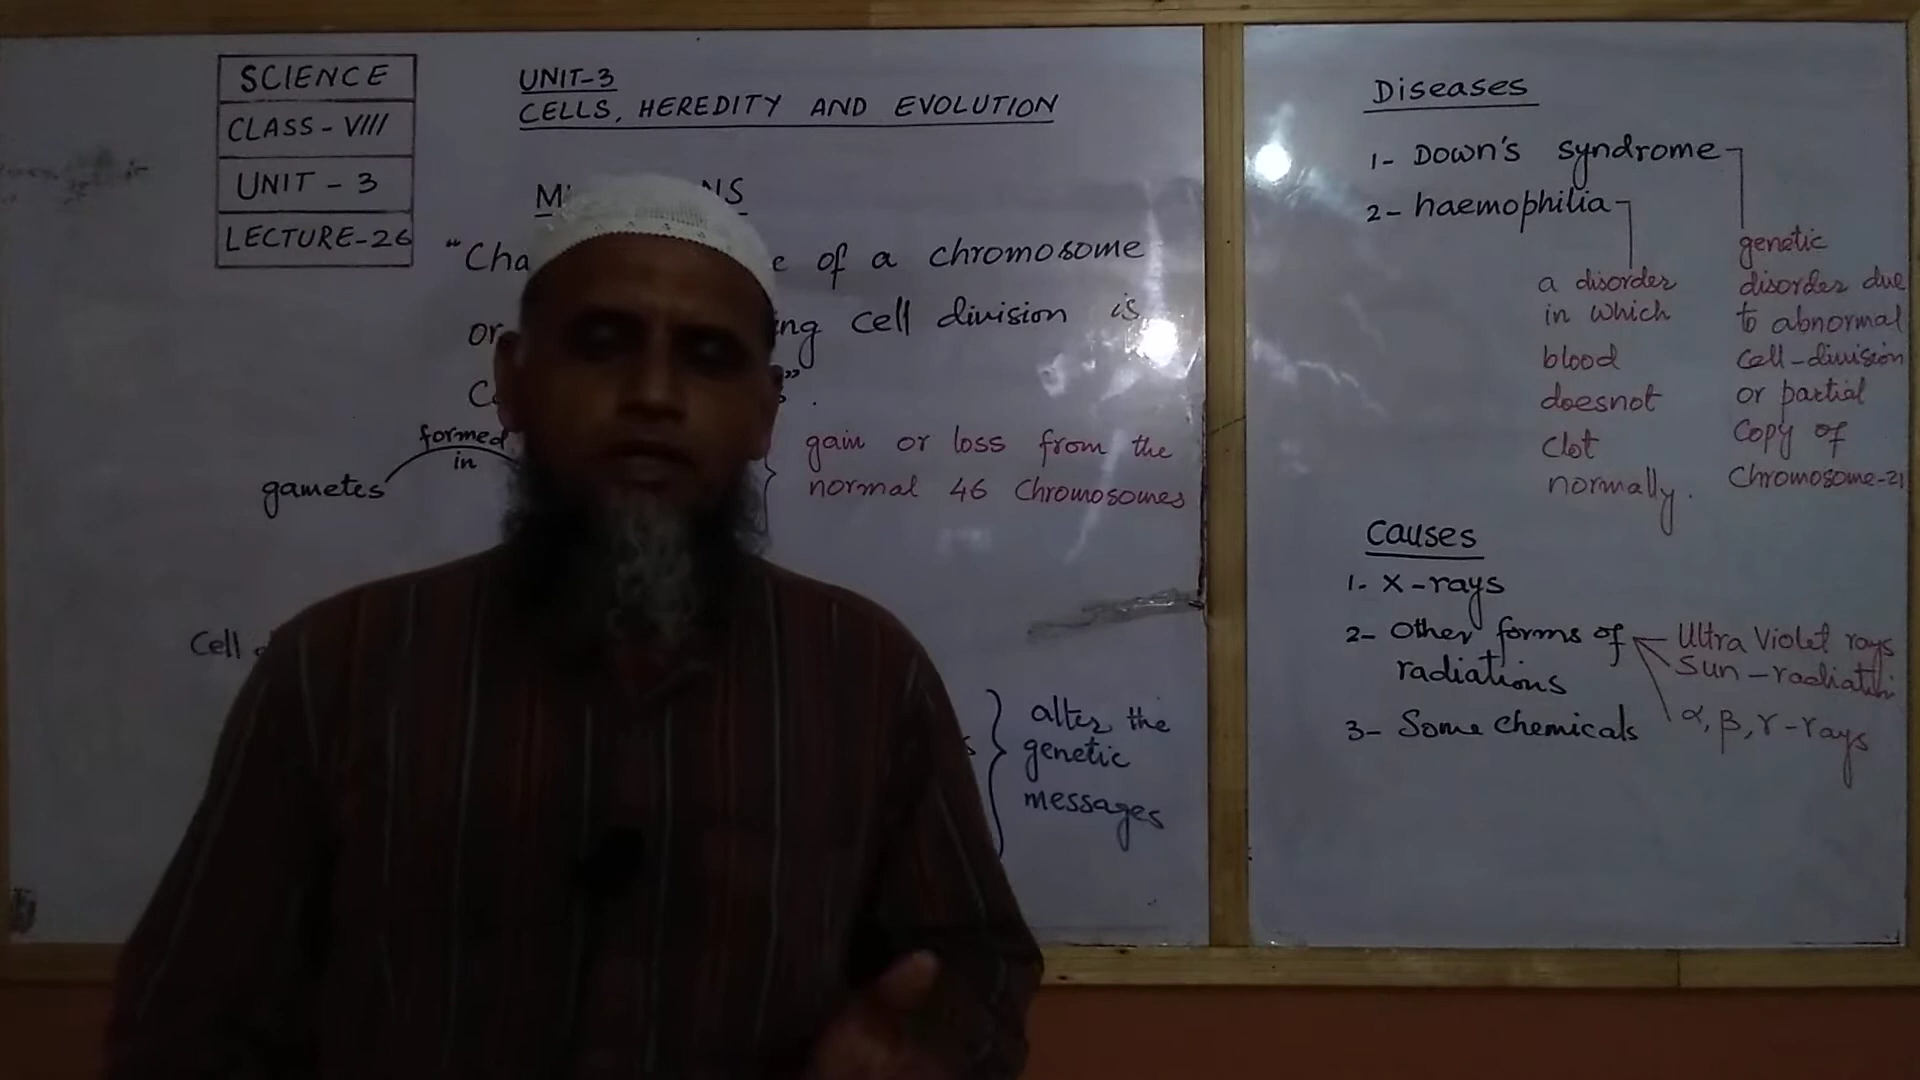 SCIENCE
CLASS - VIII
UNIT - 3
LECTURE-26
UNIT-3
CELLS, HEREDITY AND EVOLUTION
of a chromosome
or
cell division is
formed
in
gametes
gain or loss from the
normal 46 Chromosomes
Cell
alter the
genetic
messages
Diseases
1- Down's syndrome
2- haemophilia
genetic
disorder due
to abnormal
cell-division
or partial
Copy of
Chromosome-21
a disorder
in which
blood
doesnot
clot
normally.
Causes
1- X-rays
2- Other forms of
radiations
Ultra Violet rays
Sun-radiation
α, β, γ-rays
3- Some chemicals